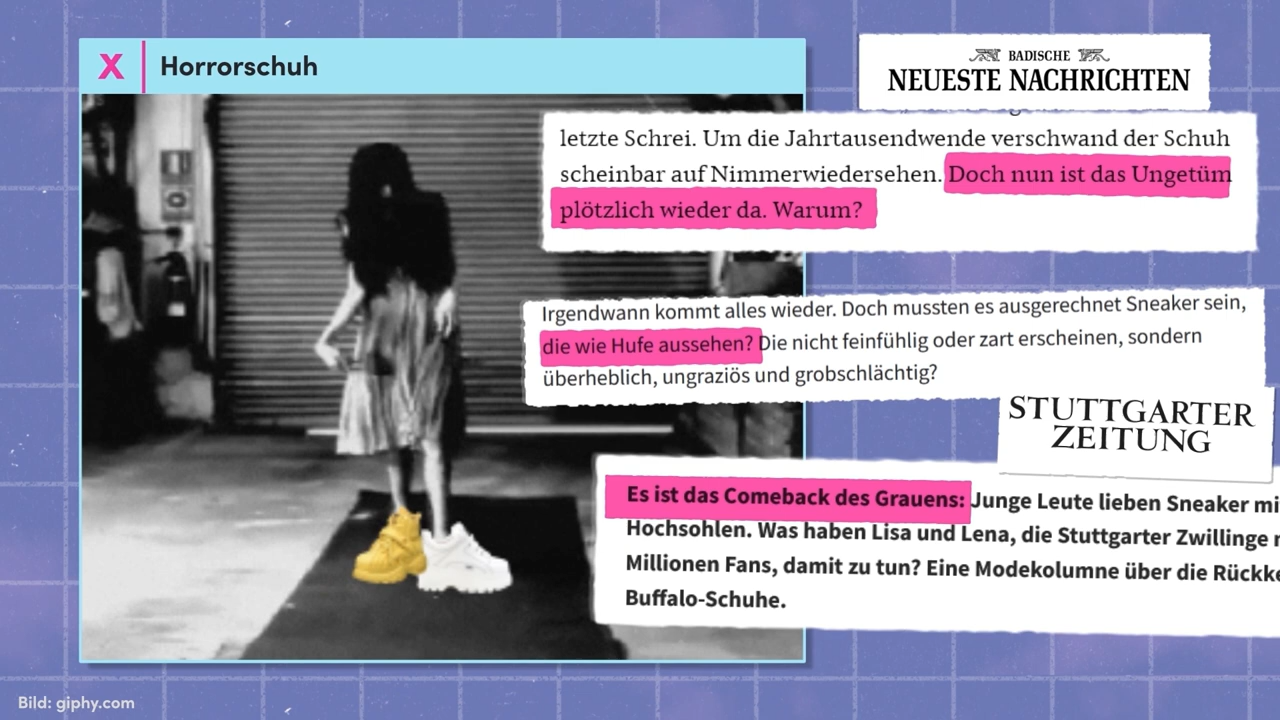 X
Horrorschuh
BADISCHE
NEUESTE NACHRICHTEN
letzte Schrei. Um die Jahrtausendwende verschwand der Schuh
scheinbar auf Nimmerwiedersehen. Doch nun ist das Ungetüm
plötzlich wieder da. Warum?
Irgendwann kommt alles wieder. Doch mussten es ausgerechnet Sneaker sein,
die wie Hufe aussehen? Die nicht feinfühlig oder zart erscheinen, sondern
überheblich, ungraziös und grobschlächtig?
STUTTGARTER
ZEITUNG
Es ist das Comeback des Grauens: Junge Leute lieben Sneaker mi
Hochsohlen. Was haben Lisa und Lena, die Stuttgarter Zwillinge
Millionen Fans, damit zu tun? Eine Modekolumne über die Rückke
Buffalo-Schuhe.
Bild: giphy.com